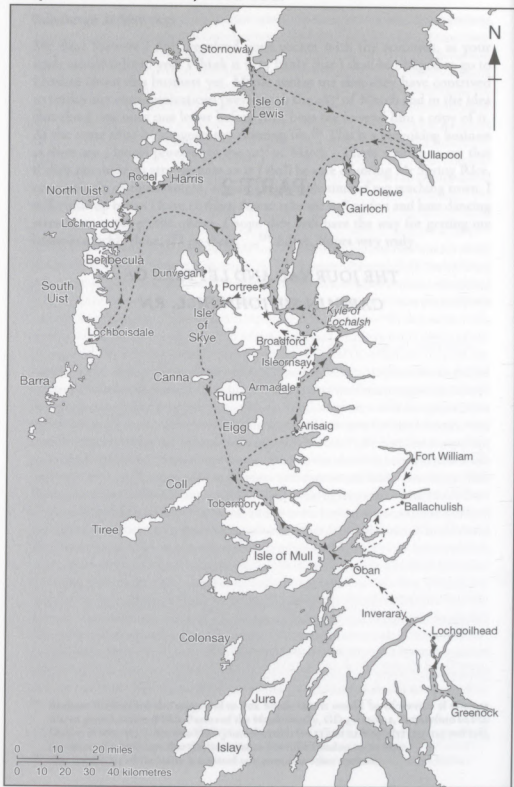 N
Stornoway
Isle of
Lewis
Ullapool
Rodel
Harris
Poolewe
Gairloch
North Uist
Lochmaddy
Benbecula
Dunvegan
Portree
South
Uist
Isle
of
Skye
Kyle of
Lochalsh
Broadford
Lochboisdale
Isleornsay
Canna
Armadale
Barra
Rum
Eigg
Arisaig
Fort William
Coll
Tobermory
Ballachulish
Tiree
Isle of Mull
Oban
Inveraray
Lochgoilhead
Colonsay
Jura
Greenock
Islay
0 10 20 miles
0 10 20 30 40 kilometres